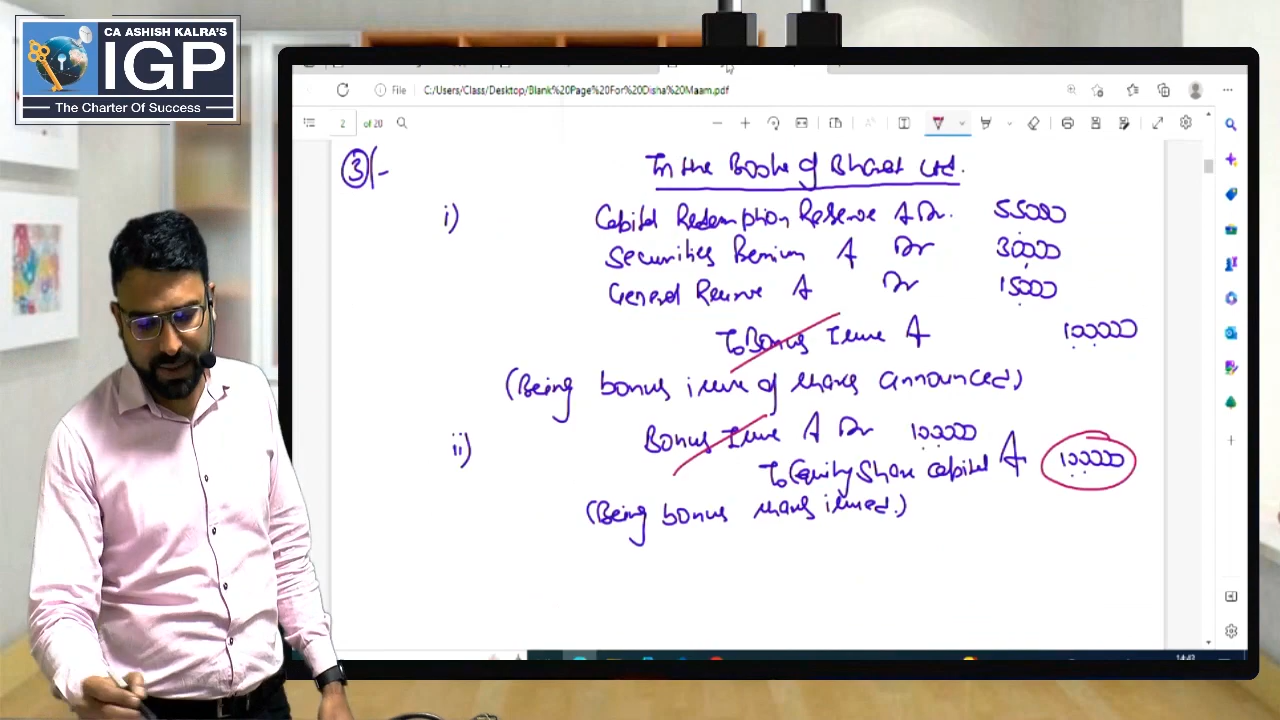 CA ASHISH KALRA'S
IGP
The Charter Of Success
File C:/Users/Class/Desktop/Blank%20Page%20For%20Disha%20Maam.pdf
2 of 20
③/- In the Books of Bharat Ltd.
i) Capital Redemption Reserve A Dr. 55000
Securities Premium A Dr 30000
General Reserve A Dr 15000
To Bonus Issue A 100000
(Being bonus issue of shares announced)
ii) Bonus Issue A Dr 100000
To Equity Share capital A 100000
(Being bonus shares issued.)
14:43